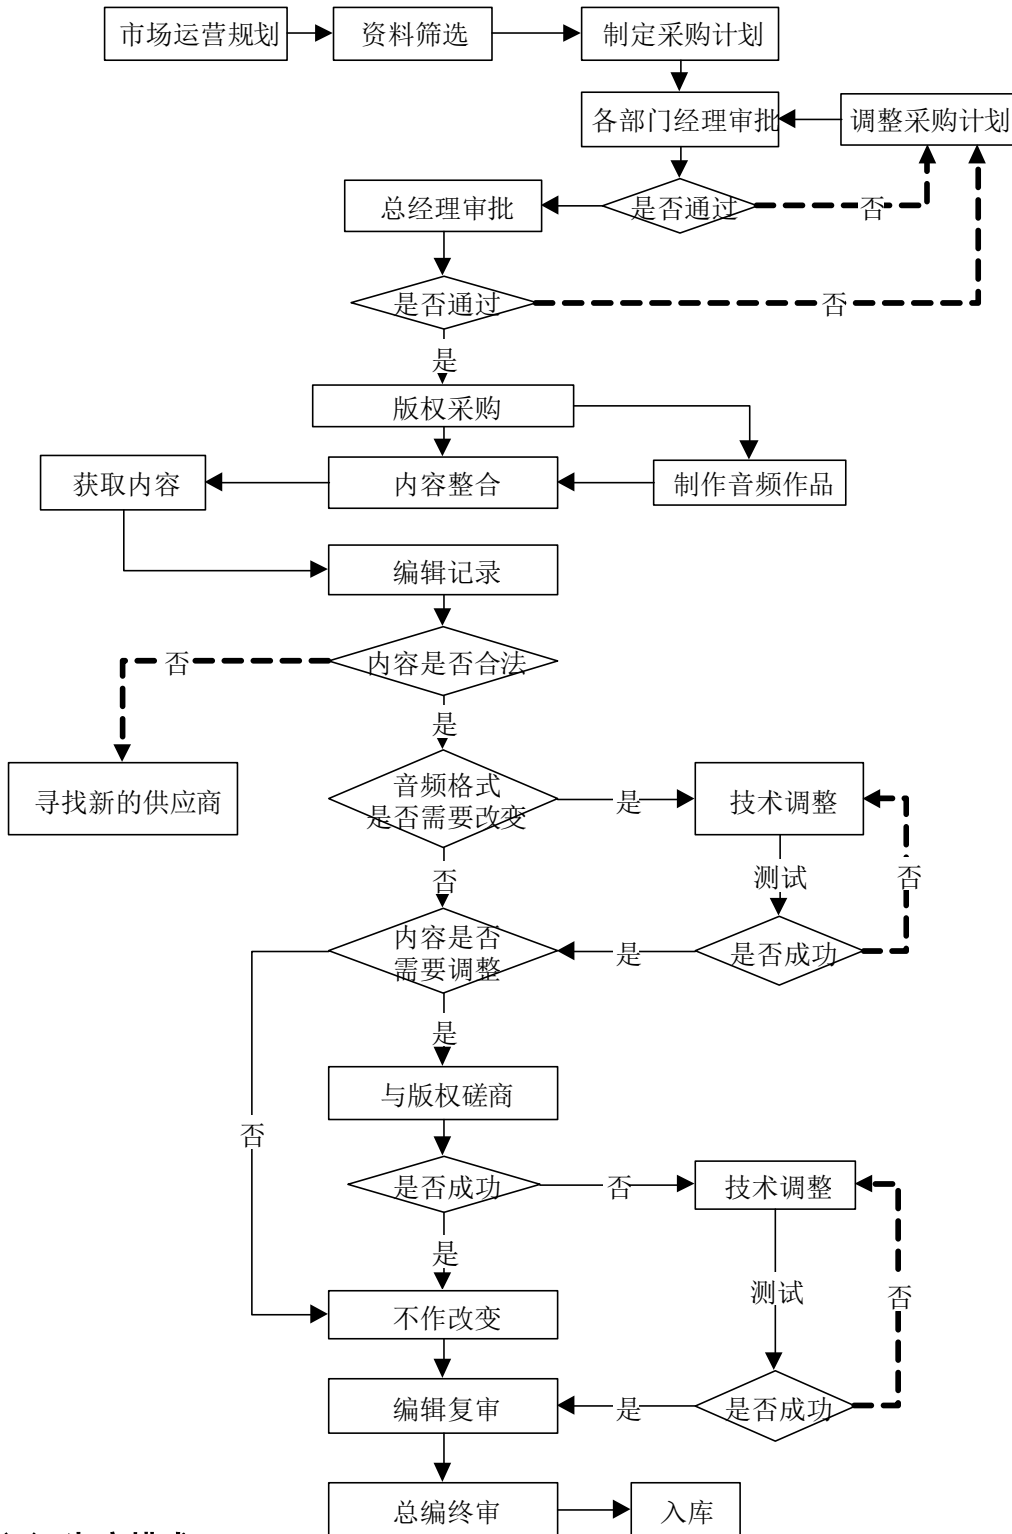 市场运营规划
资料筛选
制定采购计划
各部门经理审批
调整采购计划
总经理审批
是否通过
否
是否通过
否
是
版权采购
获取内容
内容整合
制作音频作品
编辑记录
否
内容是否合法
是
寻找新的供应商
音频格式
是否需要改变
是
技术调整
否
测试
否
内容是否
需要调整
是
是否成功
是
与版权磋商
否
是否成功
否
技术调整
是
测试
否
不作改变
编辑复审
是
是否成功
总编终审
入库